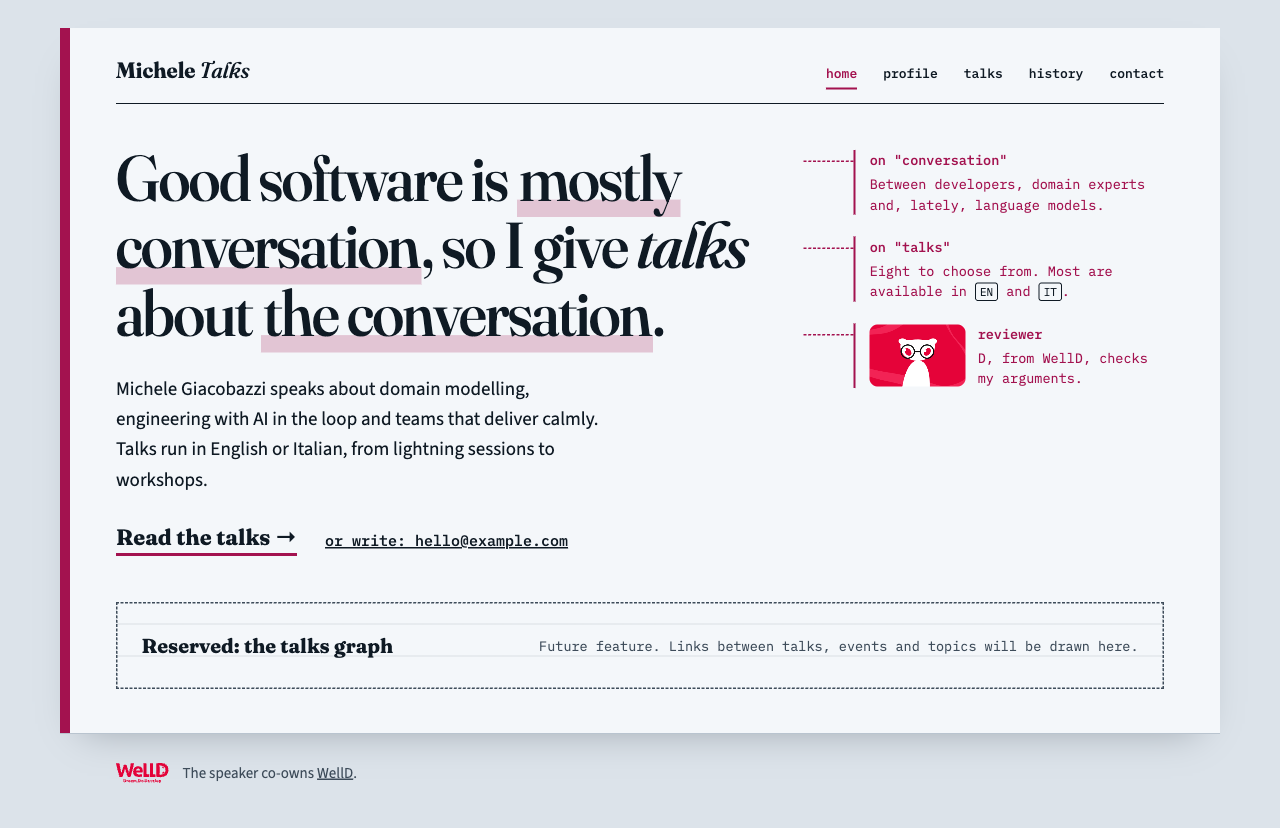 Michele Talks
home profile talks history contact
Good software is mostly
conversation, so I give talks
about the conversation.
on "conversation"
Between developers, domain experts
and, lately, language models.
on "talks"
Eight to choose from. Most are
available in EN and IT.
reviewer
D, from WellD, checks
my arguments.
Michele Giacobazzi speaks about domain modelling,
engineering with AI in the loop and teams that deliver calmly.
Talks run in English or Italian, from lightning sessions to
workshops.
Read the talks →
or write: hello@example.com
Reserved: the talks graph
Future feature. Links between talks, events and topics will be drawn here.
WellD
The speaker co-owns WellD.